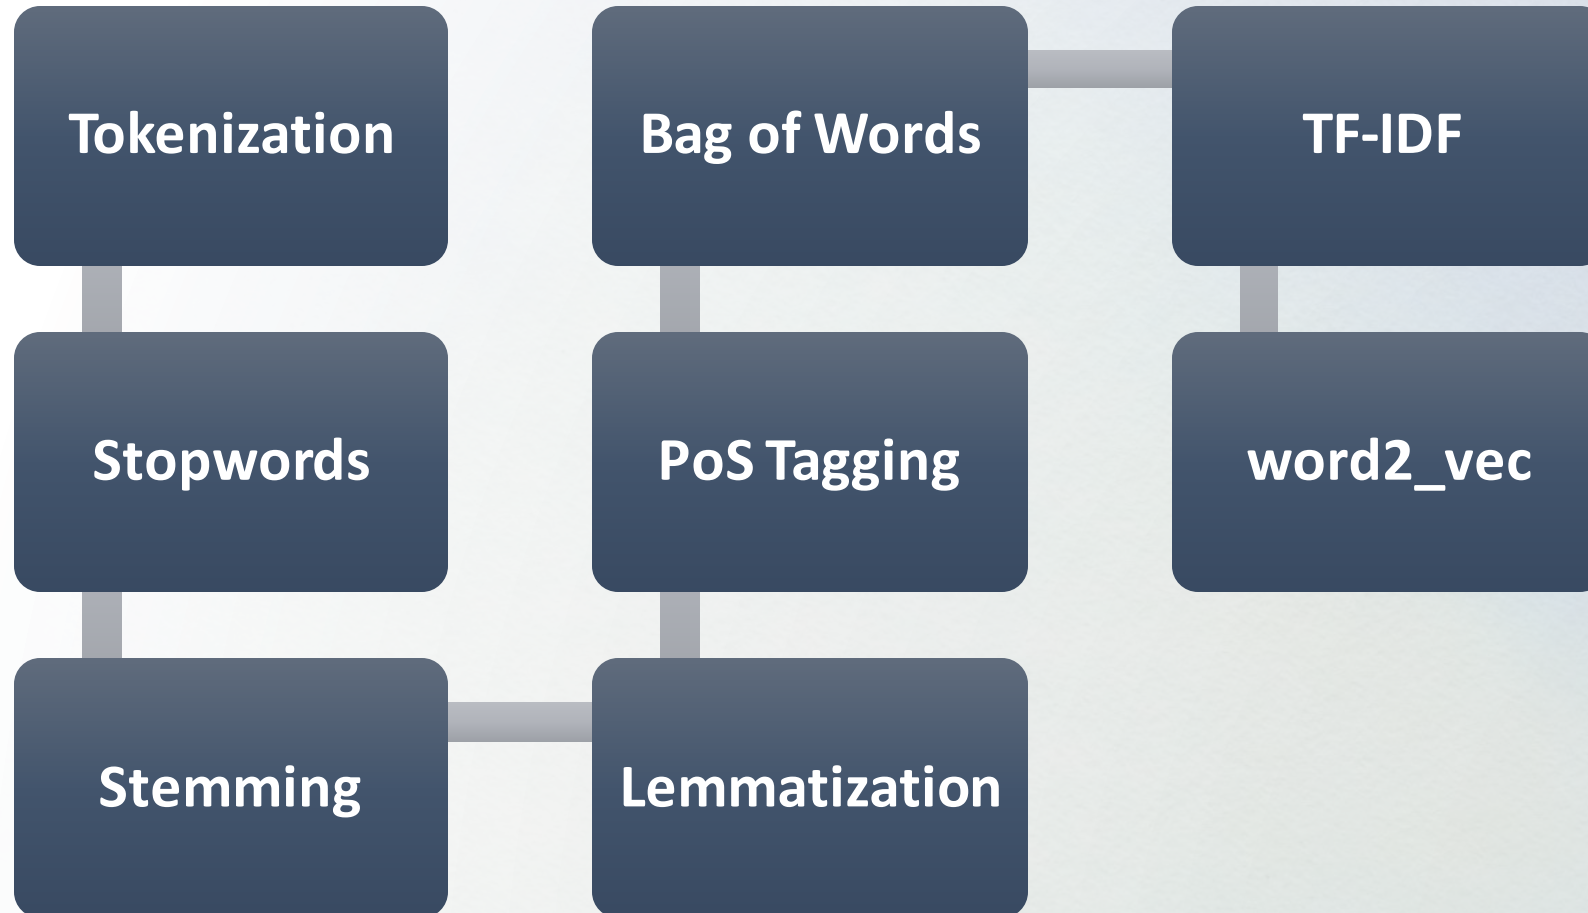 Tokenization
Stopwords
Stemming
Lemmatization
PoS Tagging
Bag of Words
TF-IDF
word2_vec